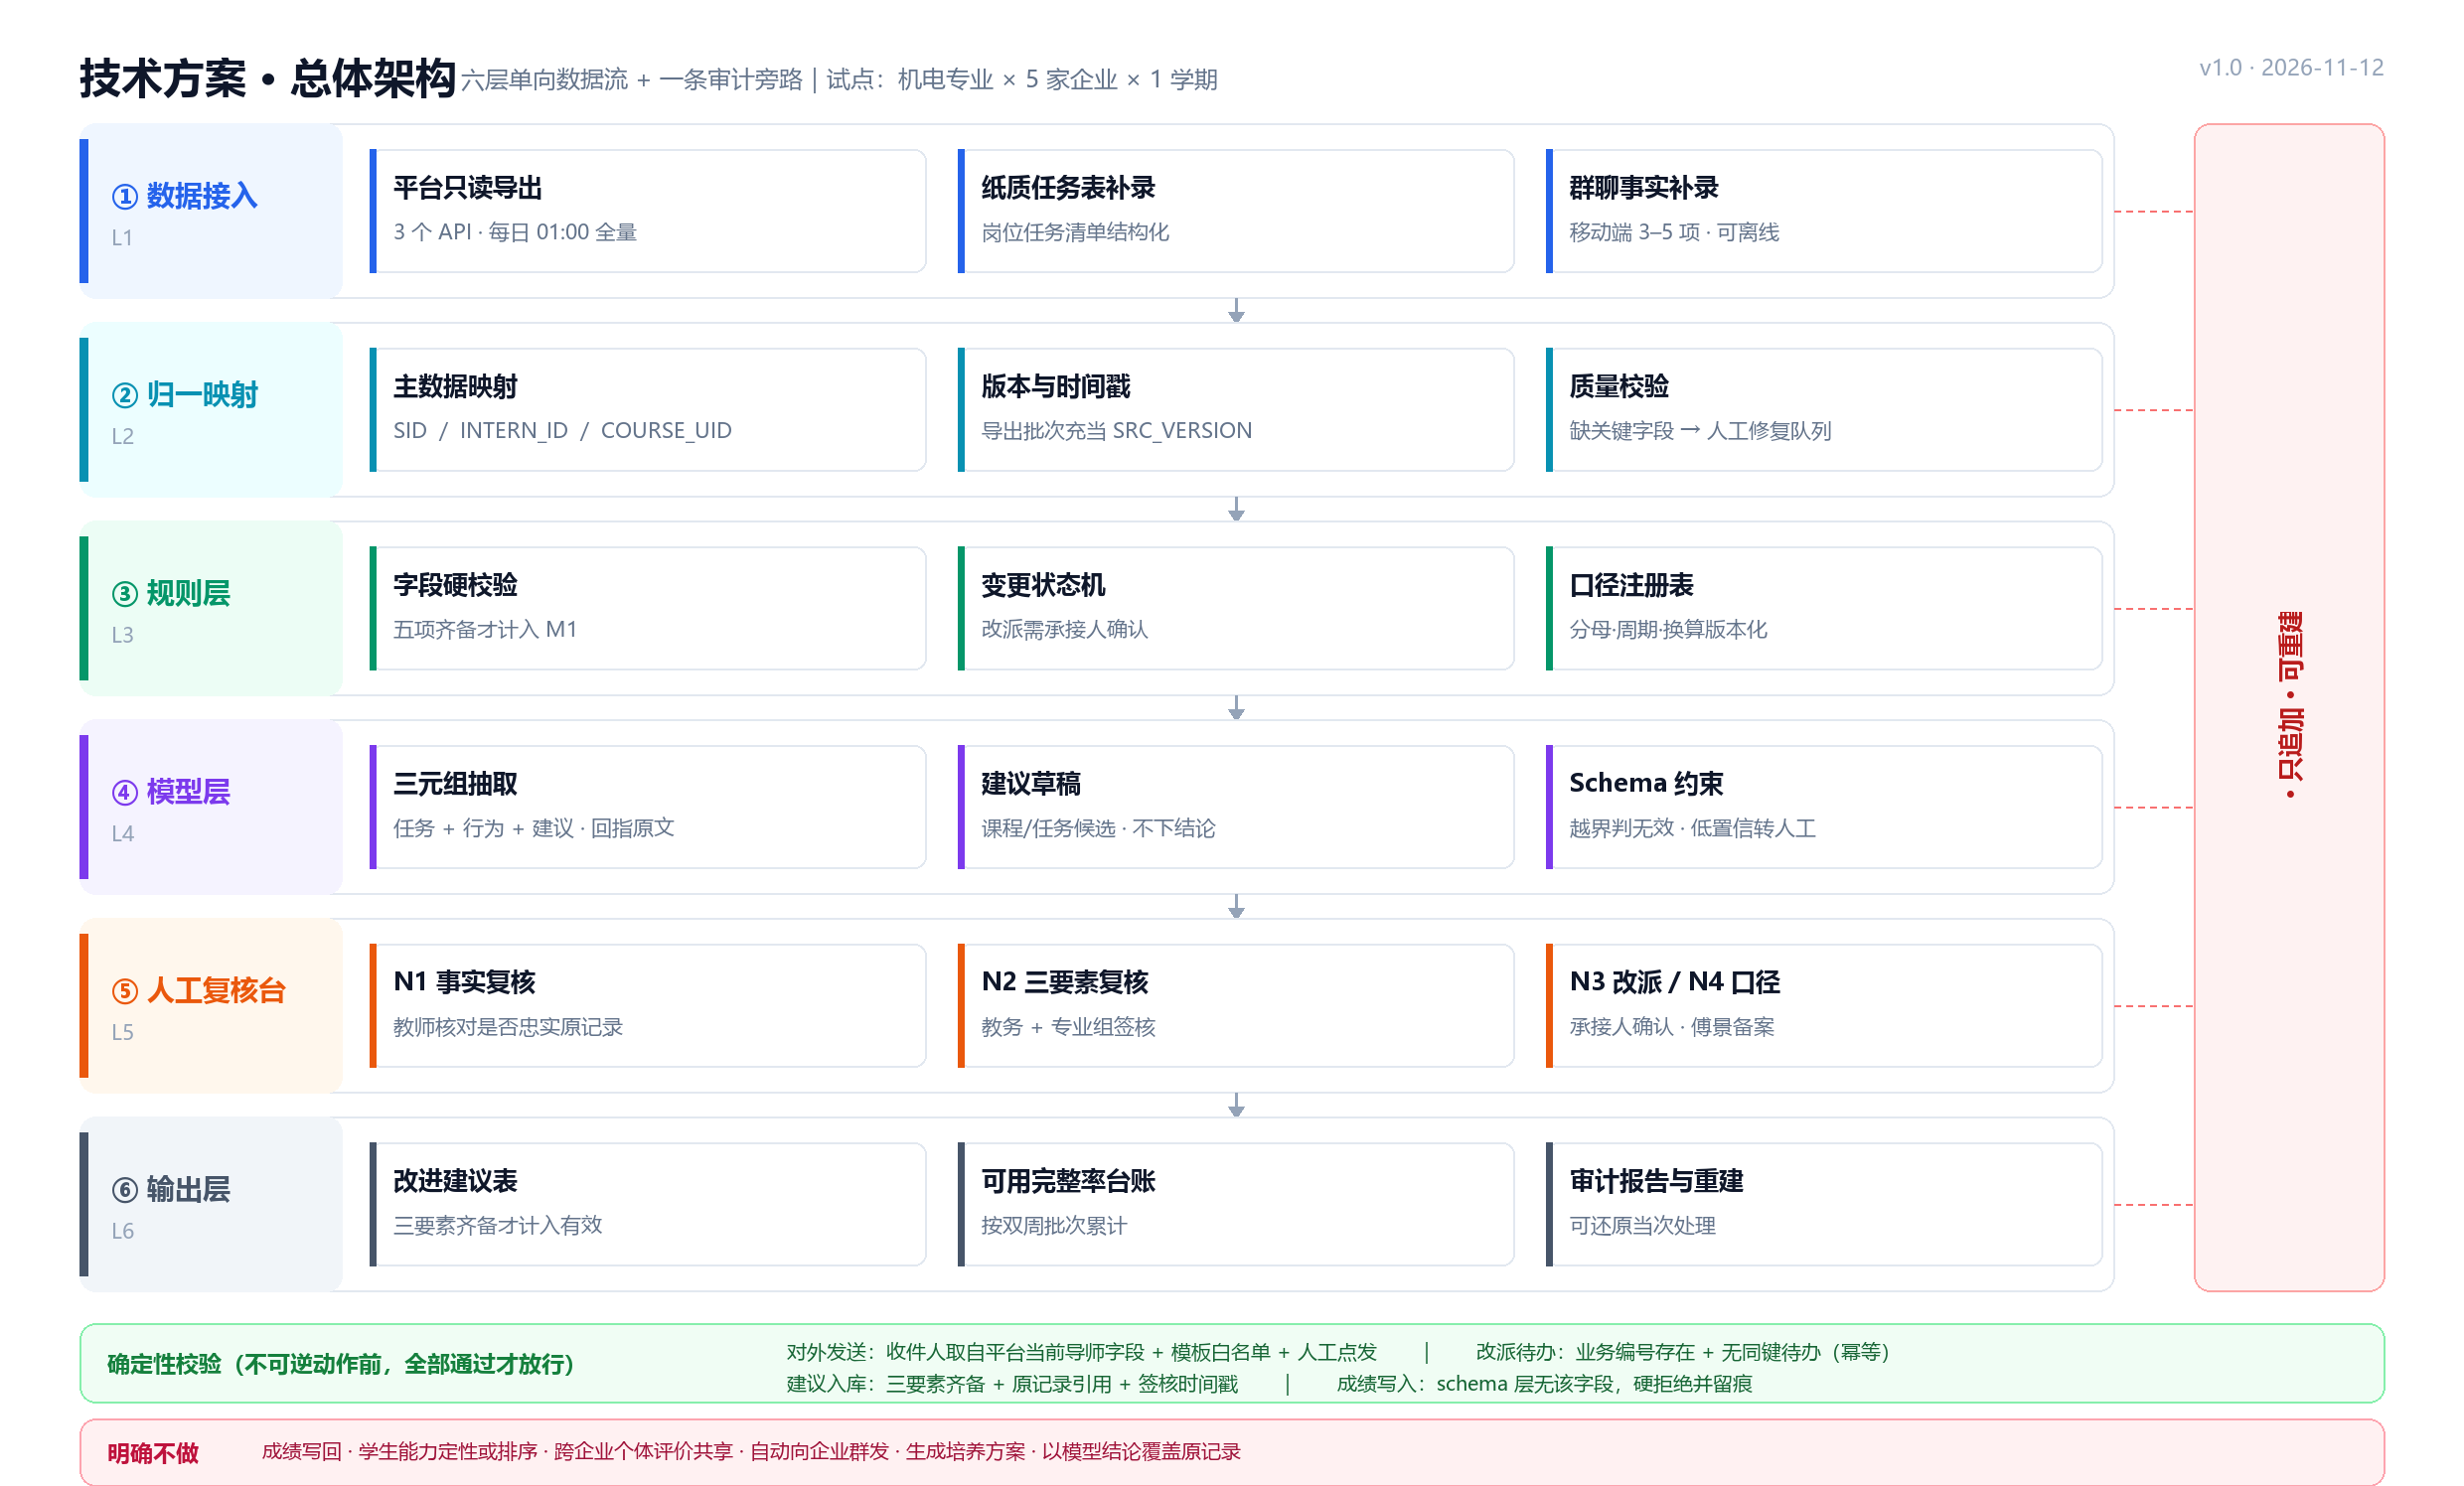 技术方案 • 总体架构 六层单向数据流 + 一条审计旁路 | 试点：机电专业 × 5 家企业 × 1 学期
v1.0 · 2026-11-12
① 数据接入
L1
平台只读导出
3 个 API · 每日 01:00 全量
纸质任务表补录
岗位任务清单结构化
群聊事实补录
移动端 3–5 项 · 可离线
② 归一映射
L2
主数据映射
SID / INTERN_ID / COURSE_UID
版本与时间戳
导出批次充当 SRC_VERSION
质量校验
缺关键字段 → 人工修复队列
③ 规则层
L3
字段硬校验
五项齐备才计入 M1
变更状态机
改派需承接人确认
口径注册表
分母·周期·换算版本化
④ 模型层
L4
三元组抽取
任务 + 行为 + 建议 · 回指原文
建议草稿
课程/任务候选 · 不下结论
Schema 约束
越界判无效 · 低置信转人工
⑤ 人工复核台
L5
N1 事实复核
教师核对是否忠实原记录
N2 三要素复核
教务 + 专业组签核
N3 改派 / N4 口径
承接人确认 · 傅景备案
⑥ 输出层
L6
改进建议表
三要素齐备才计入有效
可用完整率台账
按双周批次累计
审计报告与重建
可还原当次处理
• 只追加 • 可重建
确定性校验（不可逆动作前，全部通过才放行）
对外发送：收件人取自平台当前导师字段 + 模板白名单 + 人工点发 | 改派待办：业务编号存在 + 无同键待办（幂等）
建议入库：三要素齐备 + 原记录引用 + 签核时间戳 | 成绩写入：schema 层无该字段，硬拒绝并留痕
明确不做 成绩写回 · 学生能力定性或排序 · 跨企业个体评价共享 · 自动向企业群发 · 生成培养方案 · 以模型结论覆盖原记录